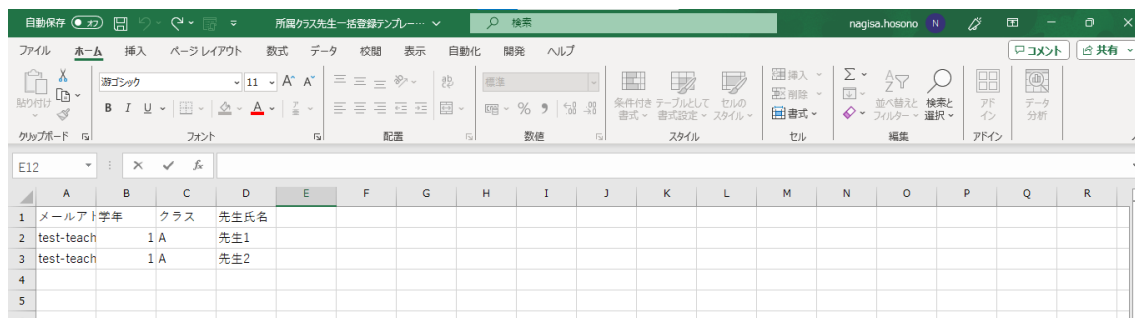 自動保存 オフ 所属クラス先生一括登録テンプレー… 検索 nagisa.hosono N
ファイル ホーム 挿入 ページ レイアウト 数式 データ 校閲 表示 自動化 開発 ヘルプ コメント 共有
貼り付け 游ゴシック 11 A^ A˅ 標準 条件付き書式 テーブルとして書式設定 セルのスタイル 挿入 削除 書式 並べ替えとフィルター 検索と選択 アドイン データ分析
B I U A % 9
クリップボード フォント 配置 数値 スタイル セル 編集 アドイン
E12 fx
A B C D E F G H I J K L M N O P Q R
1 メールアド 学年 クラス 先生氏名
2 test-teach 1 A 先生1
3 test-teach 1 A 先生2
4
5